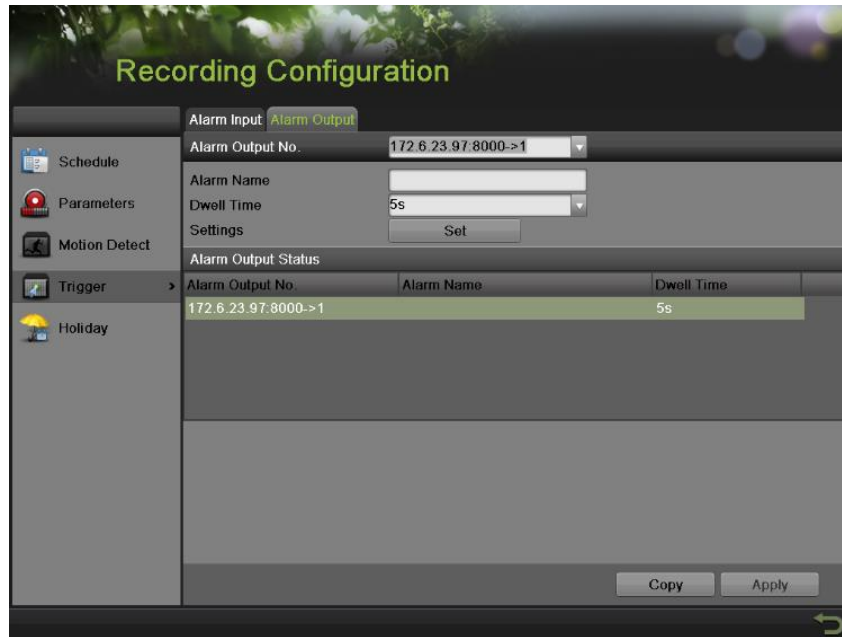 Recording Configuration
Alarm Input Alarm Output
Alarm Output No. 172.6.23.97:8000->1
Schedule
Alarm Name
Parameters
Dwell Time 5s
Settings Set
Motion Detect
Alarm Output Status
Trigger >
Alarm Output No. Alarm Name Dwell Time
172.6.23.97:8000->1 5s
Holiday
Copy Apply